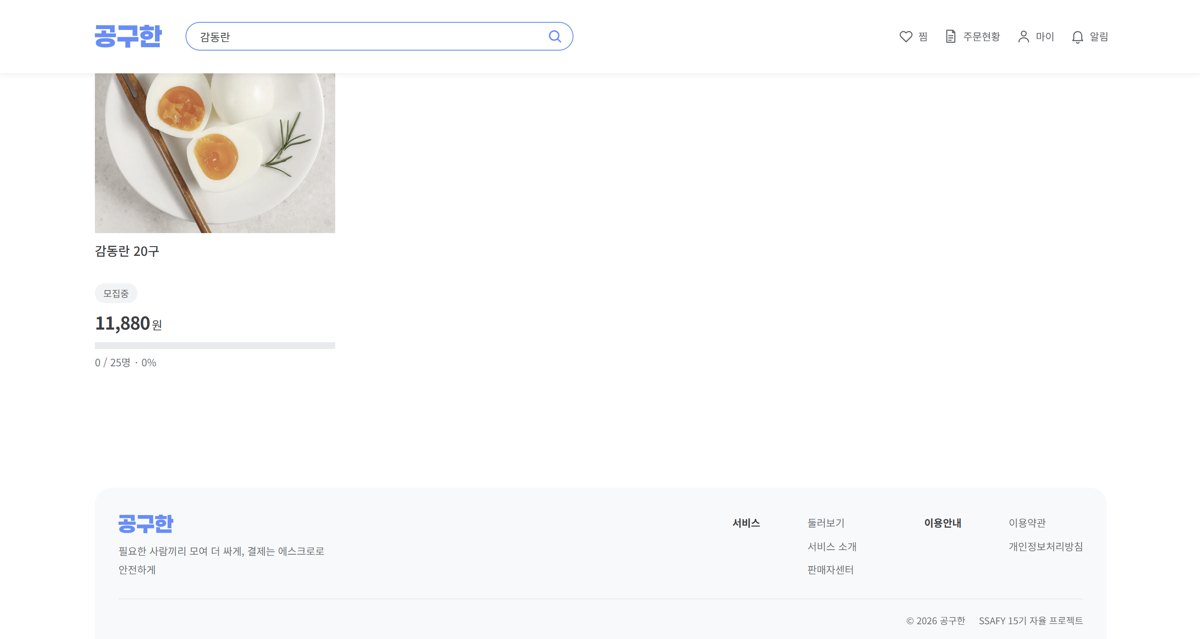 공구한
감동란
찜
주문현황
마이
알림
감동란 20구
모집중
11,880원
0 / 25명 · 0%
공구한
필요한 사람끼리 모여 더 싸게, 결제는 에스크로로
안전하게
서비스
둘러보기
서비스 소개
판매자센터
이용안내
이용약관
개인정보처리방침
© 2026 공구한
SSAFY 15기 자율 프로젝트